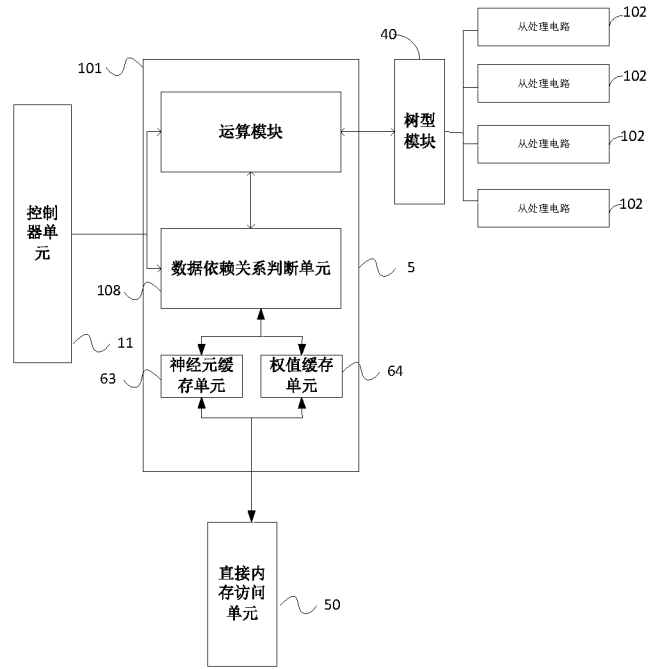 40
102
从处理电路
101
102
从处理电路
运算模块
树型
模块
102
从处理电路
控制
器单
元
102
从处理电路
数据依赖关系判断单元
5
108
11
神经元缓
存单元
权值缓存
单元
63
64
直接内
存访问
单元
50